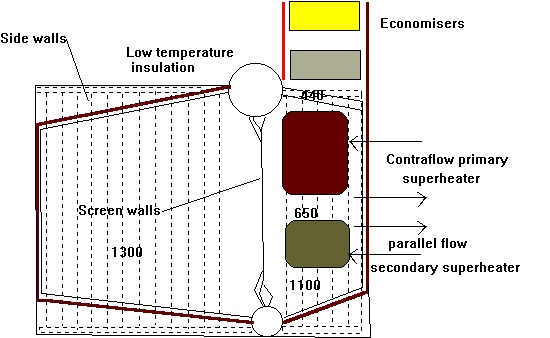 Economisers
Side walls
Low temperature
insulation
440
Contraflow primary
superheater
Screen walls
650
parallel flow
1300
secondary superheater
1100